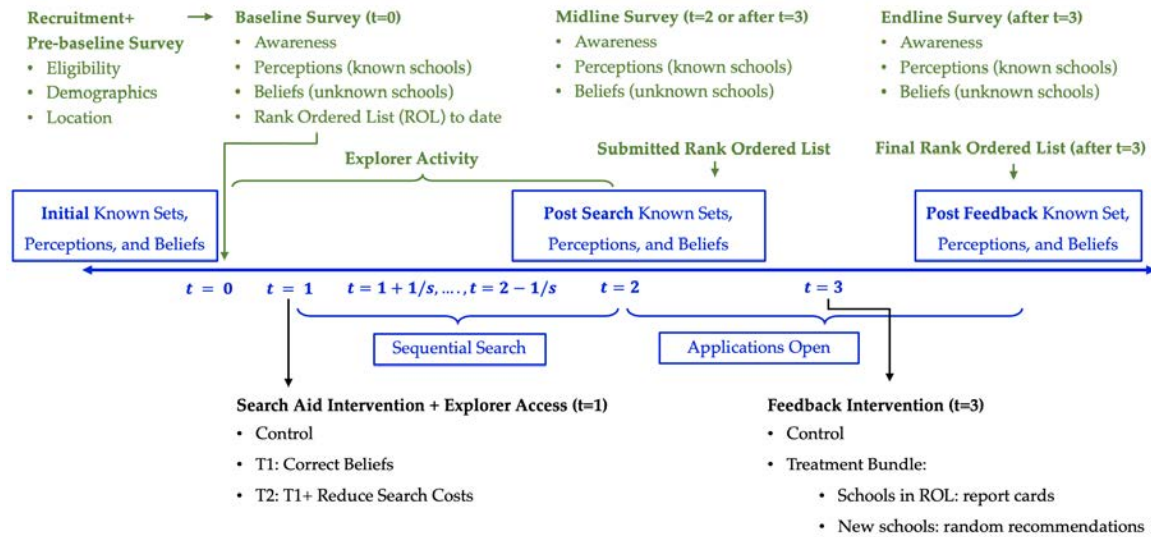 Recruitment+
Pre-baseline Survey
• Eligibility
• Demographics
• Location
Baseline Survey (t=0)
• Awareness
• Perceptions (known schools)
• Beliefs (unknown schools)
• Rank Ordered List (ROL) to date
Midline Survey (t=2 or after t=3)
• Awareness
• Perceptions (known schools)
• Beliefs (unknown schools)
Endline Survey (after t=3)
• Awareness
• Perceptions (known schools)
• Beliefs (unknown schools)
Explorer Activity
Submitted Rank Ordered List
Final Rank Ordered List (after t=3)
Initial Known Sets,
Perceptions, and Beliefs
Post Search Known Sets,
Perceptions, and Beliefs
Post Feedback Known Set,
Perceptions, and Beliefs
t = 0 t = 1 t = 1 + 1/s, …. , t = 2 − 1/s t = 2 t = 3
Sequential Search
Applications Open
Search Aid Intervention + Explorer Access (t=1)
• Control
• T1: Correct Beliefs
• T2: T1+ Reduce Search Costs
Feedback Intervention (t=3)
• Control
• Treatment Bundle:
• Schools in ROL: report cards
• New schools: random recommendations